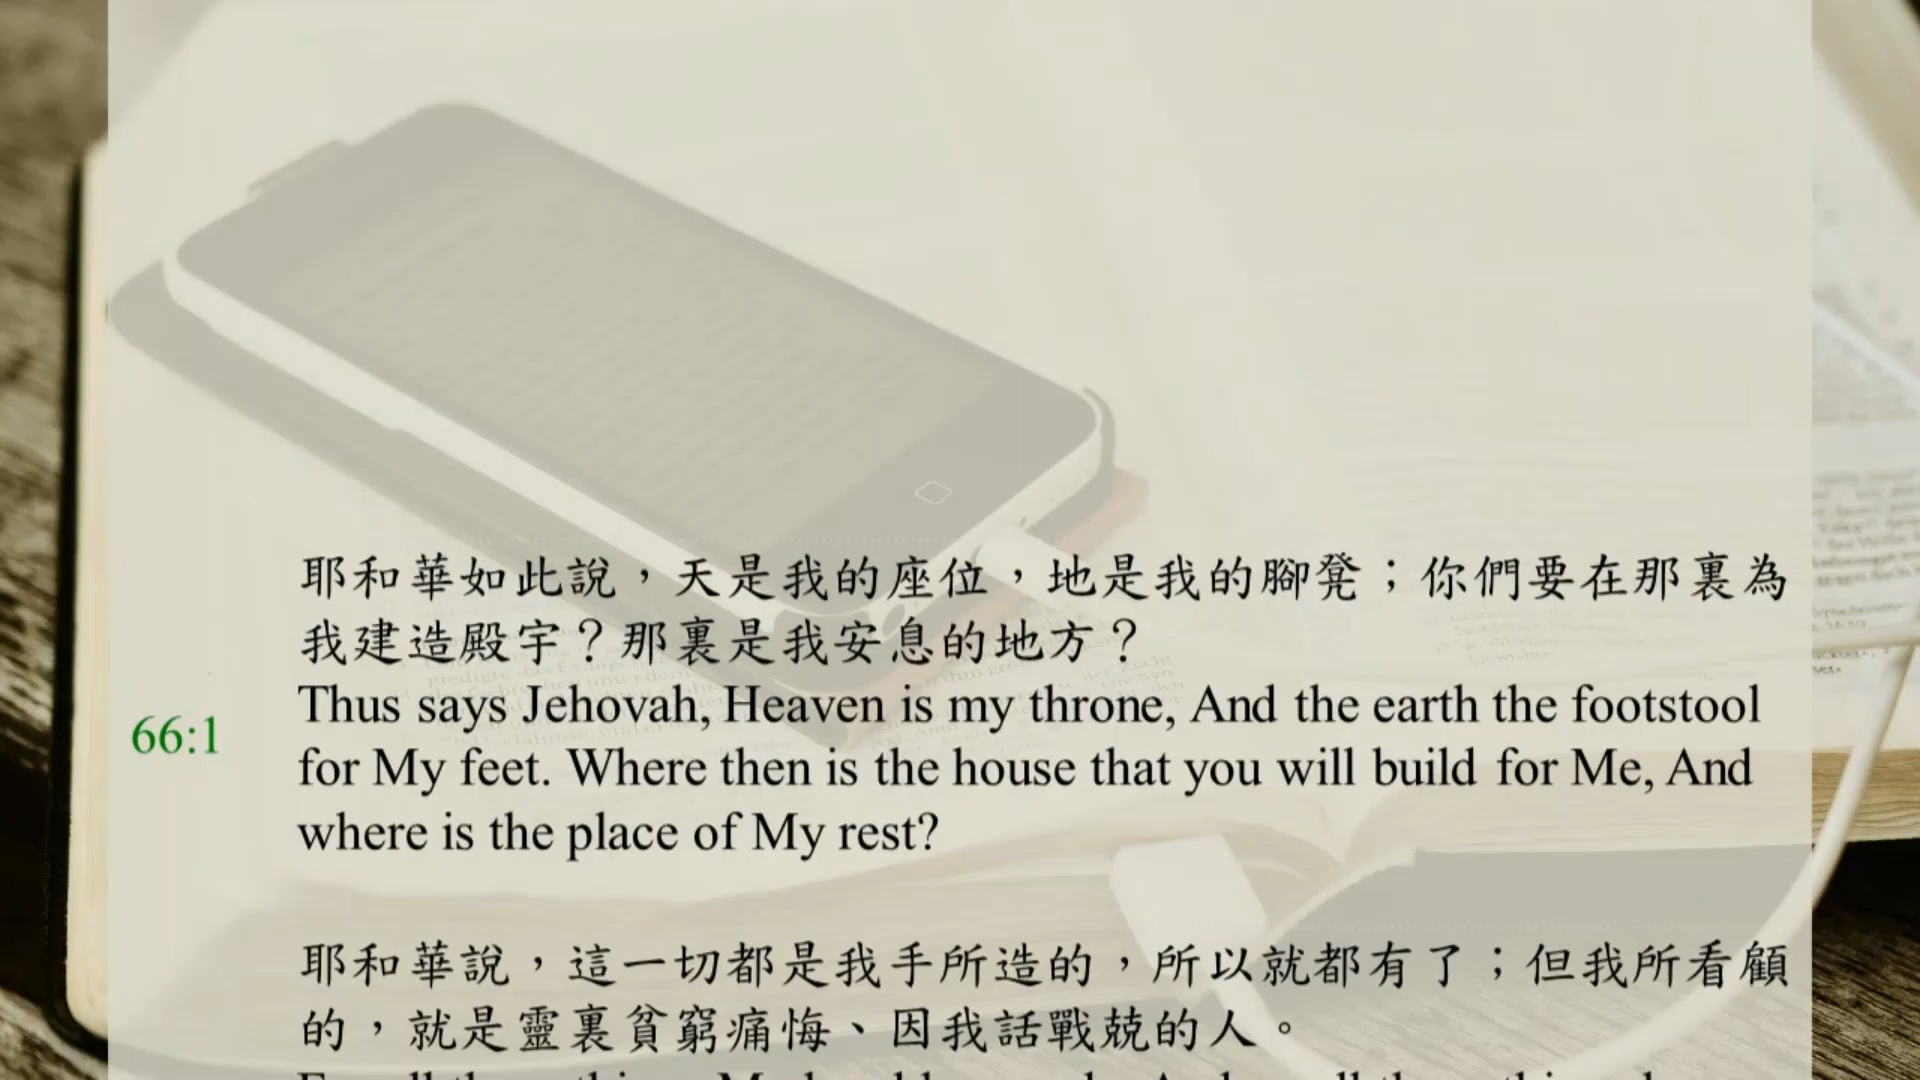 耶和華如此說，天是我的座位，地是我的腳凳；你們要在那裏為
我建造殿宇？那裏是我安息的地方？
66:1
Thus says Jehovah, Heaven is my throne, And the earth the footstool
for My feet. Where then is the house that you will build for Me, And
where is the place of My rest?
耶和華說，這一切都是我手所造的，所以就都有了；但我所看顧
的，就是靈裏貧窮痛悔、因我話戰兢的人。